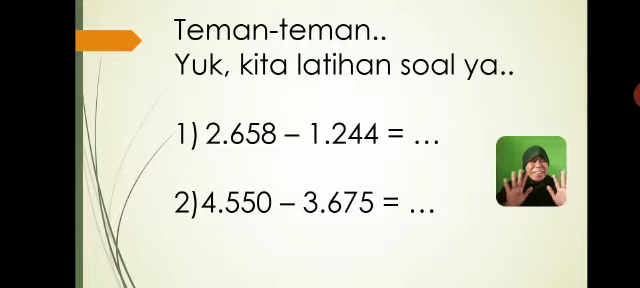 Teman-teman..
Yuk, kita latihan soal ya..
1) 2.658 – 1.244 = ...
2)4.550 – 3.675 = ...